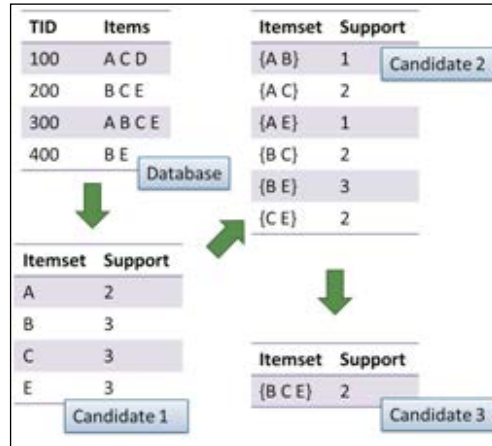 TID Items
100 A C D
200 B C E
300 A B C E
400 B E
Database
Itemset Support
A 2
B 3
C 3
E 3
Candidate 1
Itemset Support
{A B} 1
{A C} 2
{A E} 1
{B C} 2
{B E} 3
{C E} 2
Candidate 2
Itemset Support
{B C E} 2
Candidate 3